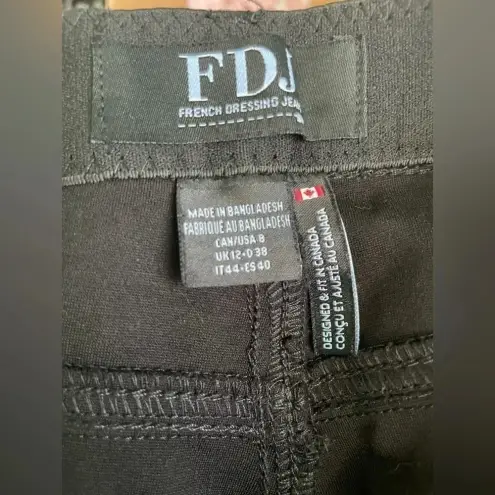 FDJ
FRENCH DRESSING JEANS
MADE IN BANGLADESH
FABRIQUÉ AU BANGLADESH
CAN/USA 8
UK12•D38
IT44•ES40
DESIGNED & FIT IN CANADA
CONÇU ET AJUSTÉ AU CANADA